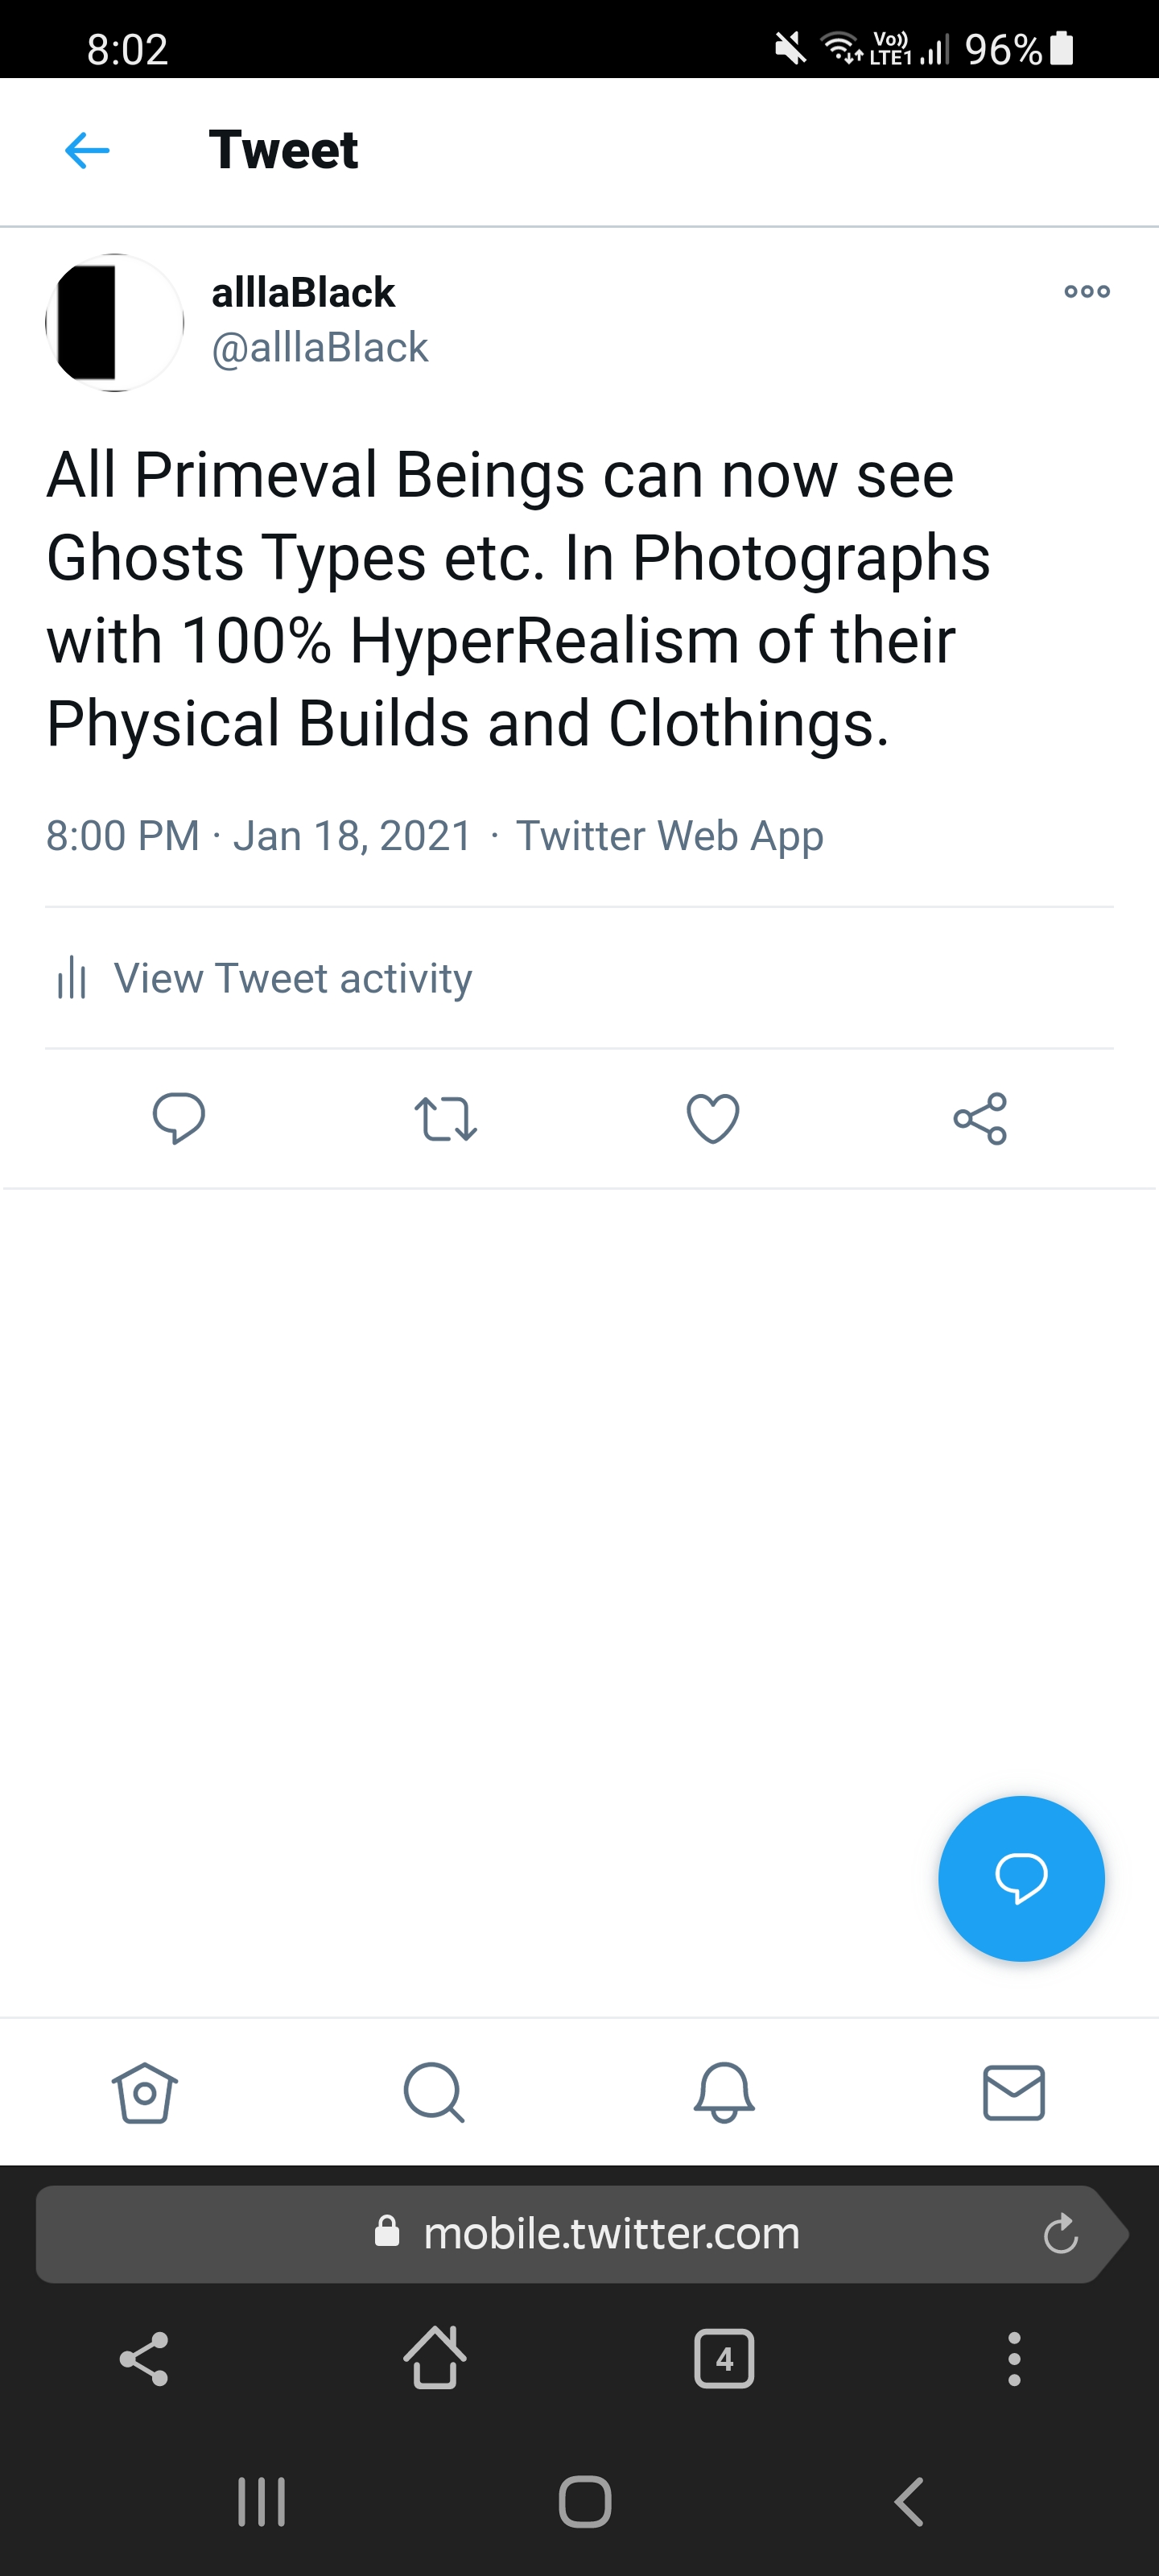 8:02 Vo)) LTE1 96%
Tweet
alllaBlack
@alllaBlack
All Primeval Beings can now see
Ghosts Types etc. In Photographs
with 100% HyperRealism of their
Physical Builds and Clothings.
8:00 PM · Jan 18, 2021 · Twitter Web App
View Tweet activity
mobile.twitter.com
4